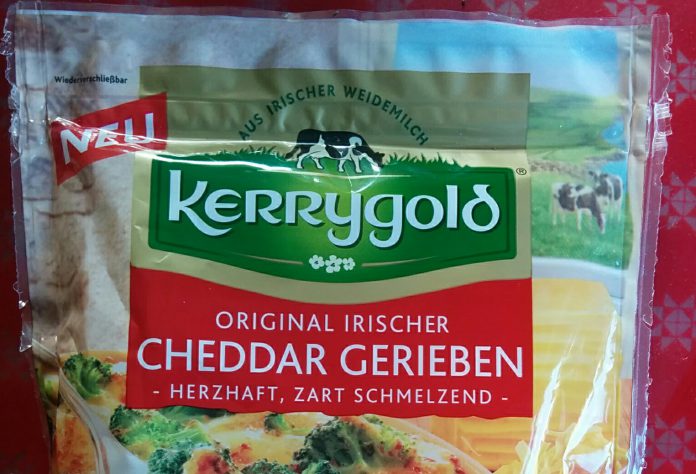 Wiederverschließbar
NEU
AUS IRISCHER WEIDEMILCH
Kerrygold®
ORIGINAL IRISCHER
CHEDDAR GERIEBEN
- HERZHAFT, ZART SCHMELZEND -